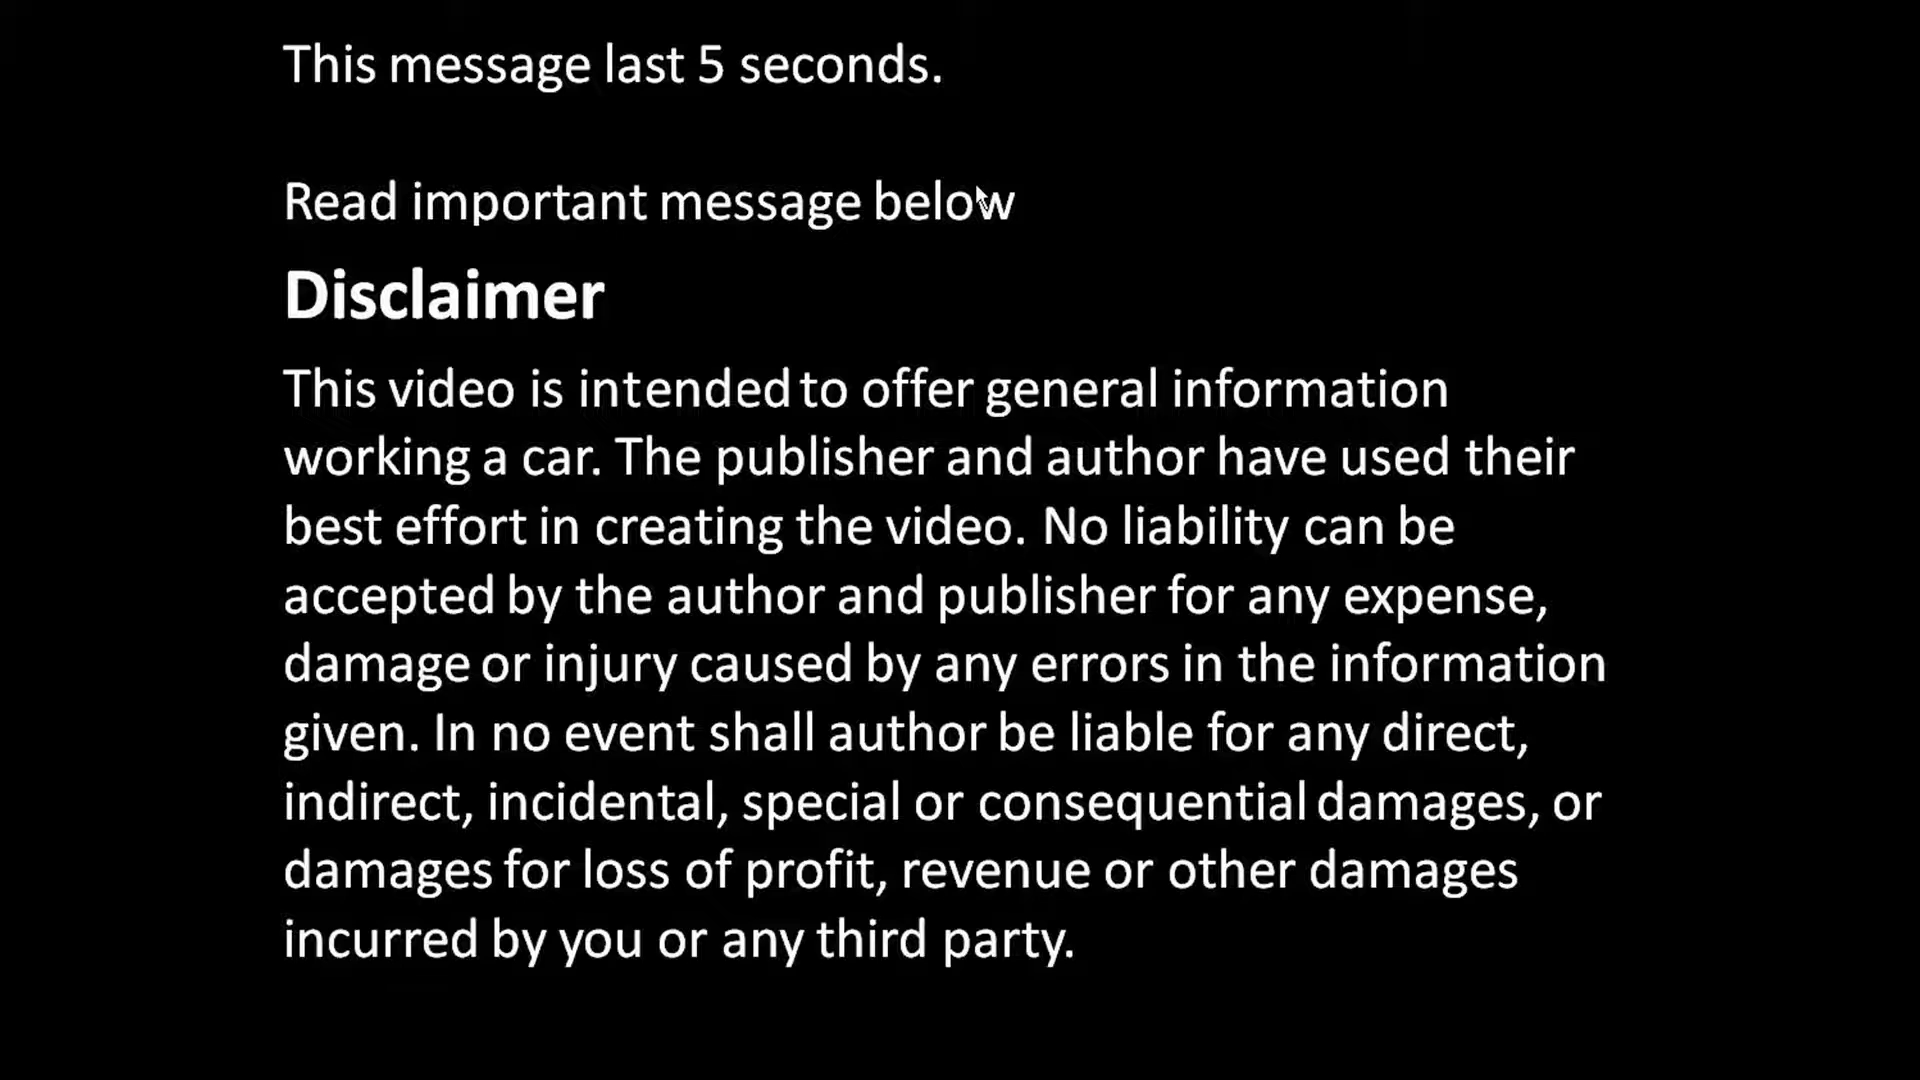 This message last 5 seconds.
Read important message below
Disclaimer
This video is intended to offer general information
working a car. The publisher and author have used their
best effort in creating the video. No liability can be
accepted by the author and publisher for any expense,
damage or injury caused by any errors in the information
given. In no event shall author be liable for any direct,
indirect, incidental, special or consequential damages, or
damages for loss of profit, revenue or other damages
incurred by you or any third party.